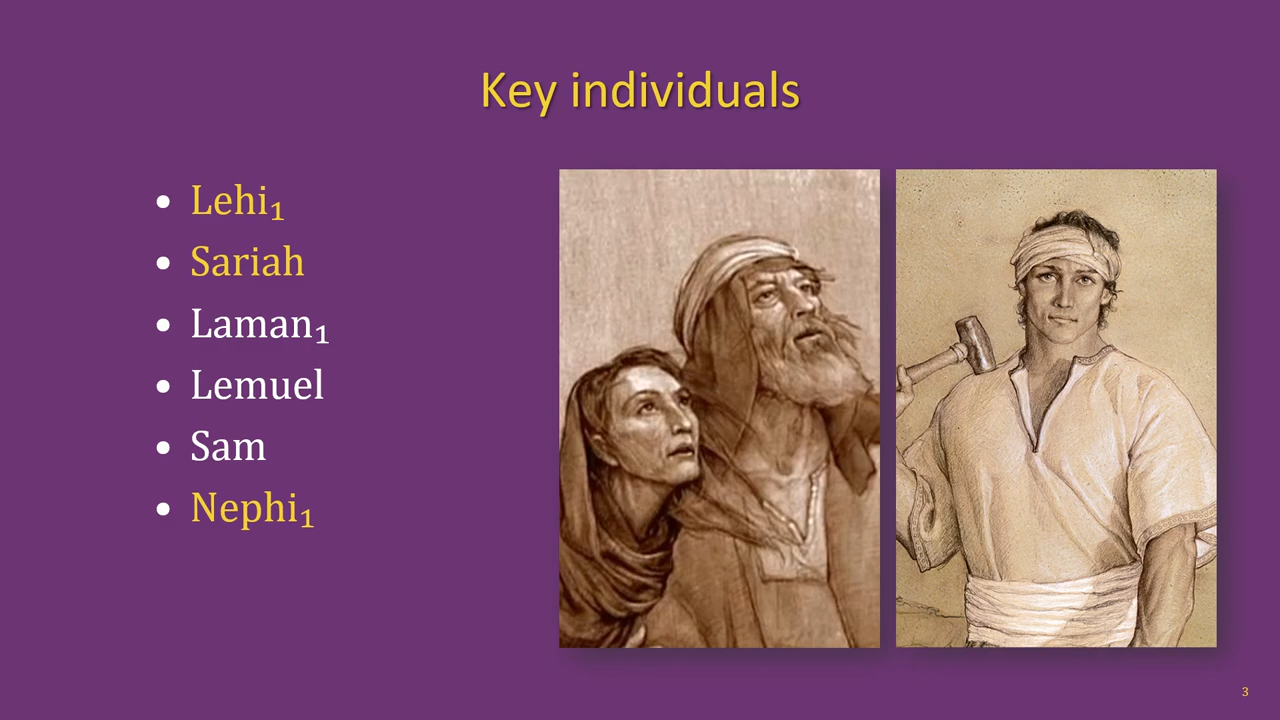 Key individuals
• Lehi₁
• Sariah
• Laman₁
• Lemuel
• Sam
• Nephi₁
3